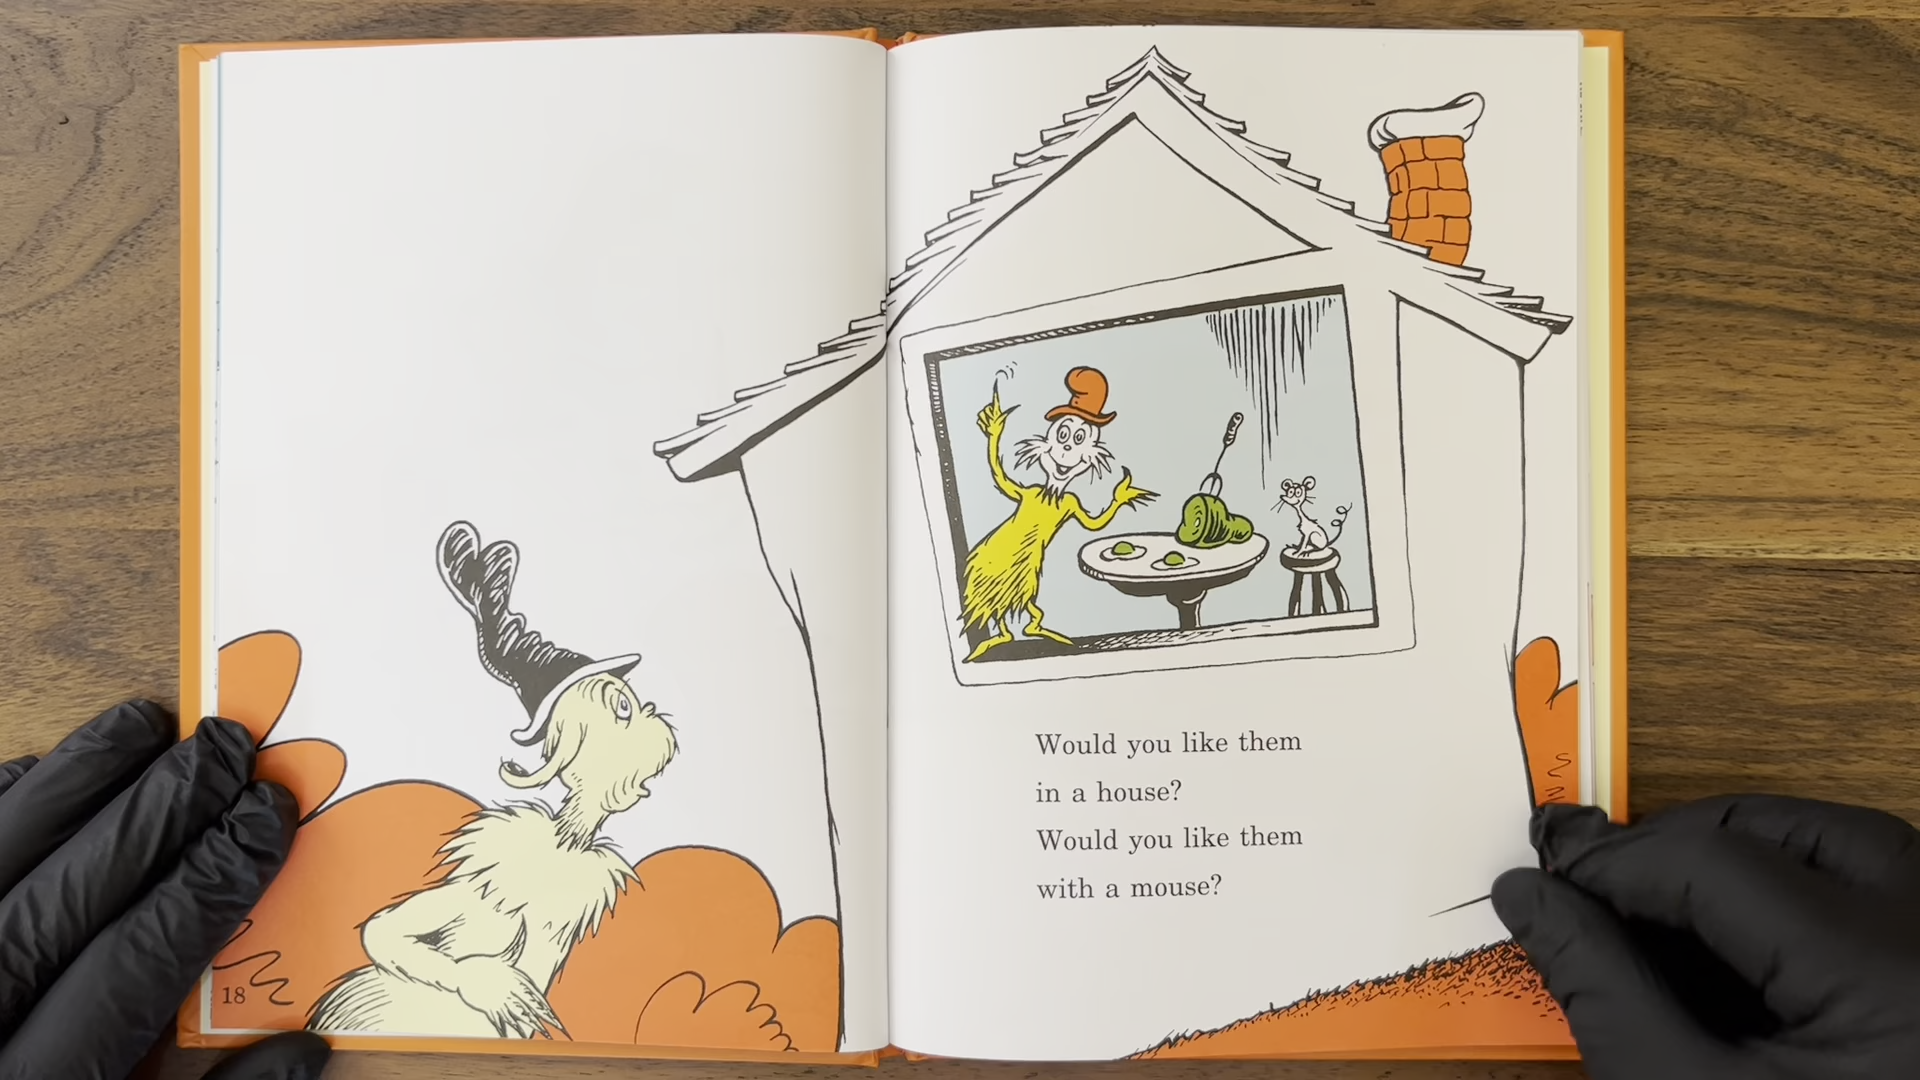 18
Would you like them
in a house?
Would you like them
with a mouse?